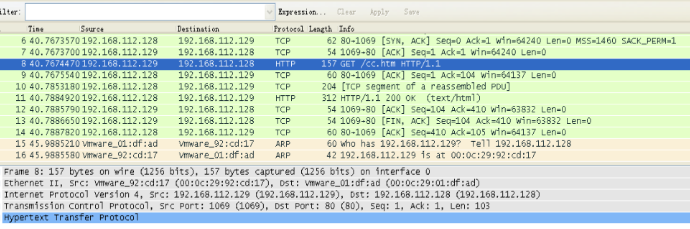 Filter: Expression... Clear Apply Save
Time Source Destination Protocol Length Info
6 40.7673570 192.168.112.128 192.168.112.129 TCP 62 80-1069 [SYN, ACK] Seq=0 Ack=1 Win=64240 Len=0 MSS=1460 SACK_PERM=1
7 40.7673700 192.168.112.129 192.168.112.128 TCP 54 1069-80 [ACK] Seq=1 Ack=1 Win=64240 Len=0
8 40.7674470 192.168.112.129 192.168.112.128 HTTP 157 GET /cc.htm HTTP/1.1
9 40.7675540 192.168.112.128 192.168.112.129 TCP 60 80-1069 [ACK] Seq=1 Ack=104 Win=64137 Len=0
10 40.7853180 192.168.112.128 192.168.112.129 TCP 204 [TCP segment of a reassembled PDU]
11 40.7884920 192.168.112.128 192.168.112.129 HTTP 312 HTTP/1.1 200 OK (text/html)
12 40.7885790 192.168.112.129 192.168.112.128 TCP 54 1069-80 [ACK] Seq=104 Ack=410 Win=63832 Len=0
13 40.7886650 192.168.112.129 192.168.112.128 TCP 54 1069-80 [FIN, ACK] Seq=104 Ack=410 Win=63832 Len=0
14 40.7887820 192.168.112.128 192.168.112.129 TCP 60 80-1069 [ACK] Seq=410 Ack=105 Win=64137 Len=0
15 45.9885210 Vmware_01:df:ad Vmware_92:cd:17 ARP 60 Who has 192.168.112.129? Tell 192.168.112.128
16 45.9885580 Vmware_92:cd:17 Vmware_01:df:ad ARP 42 192.168.112.129 is at 00:0c:29:92:cd:17
Frame 8: 157 bytes on wire (1256 bits), 157 bytes captured (1256 bits) on interface 0
Ethernet II, Src: Vmware_92:cd:17 (00:0c:29:92:cd:17), Dst: Vmware_01:df:ad (00:0c:29:01:df:ad)
Internet Protocol Version 4, Src: 192.168.112.129 (192.168.112.129), Dst: 192.168.112.128 (192.168.112.128)
Transmission Control Protocol, Src Port: 1069 (1069), Dst Port: 80 (80), Seq: 1, Ack: 1, Len: 103
Hypertext Transfer Protocol